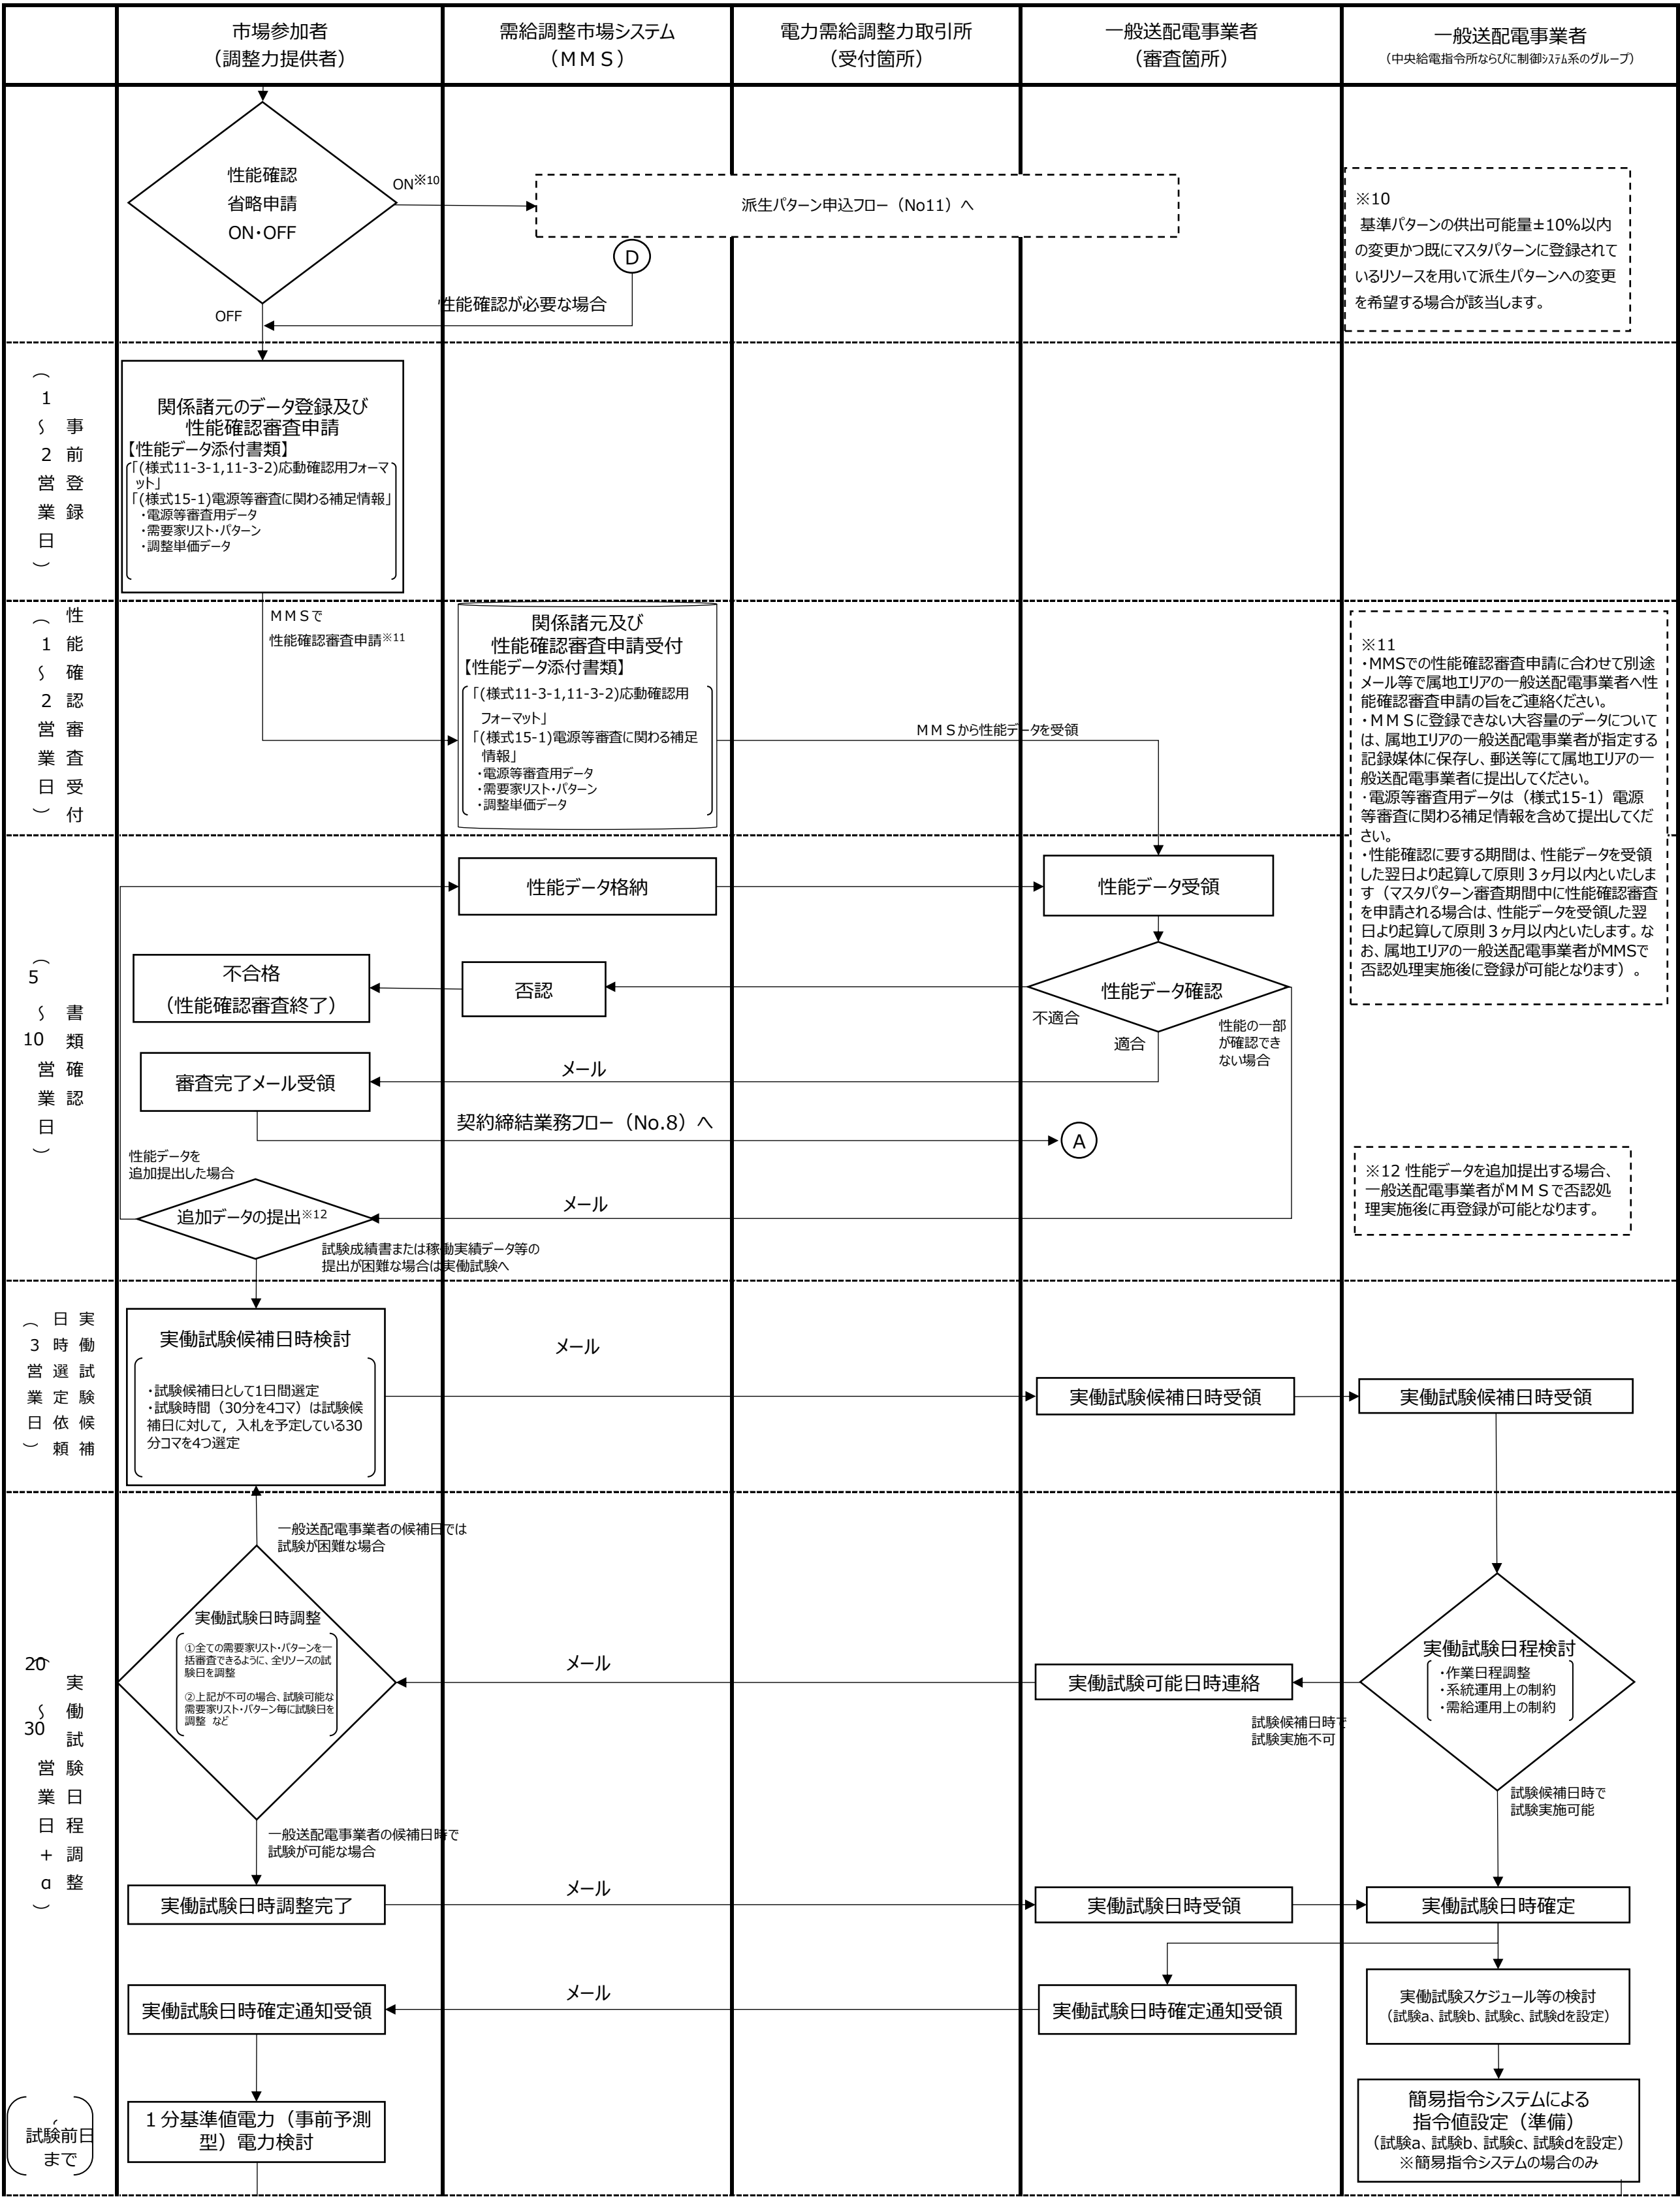 市場参加者
（調整力提供者）
需給調整市場システム
（ＭＭＳ）
電力需給調整力取引所
（受付箇所）
一般送配電事業者
（審査箇所）
一般送配電事業者
（中央給電指令所ならびに制御システム系のグループ）
性能確認
省略申請
ON・OFF
ON※10
派生パターン申込フロー（No11）へ
D
性能確認が必要な場合
OFF
※10
基準パターンの供出可能量±10%以内
の変更かつ既にマスタパターンに登録されて
いるリソースを用いて派生パターンへの変更
を希望する場合が該当します。
事前登録
（1～2営業日）
関係諸元のデータ登録及び
性能確認審査申請
【性能データ添付書類】
「(様式11-3-1,11-3-2)応動確認用フォーマ
ット」
「(様式15-1)電源等審査に関わる補足情報」
・電源等審査用データ
・需要家リスト・パターン
・調整単価データ
性能確認審査受付
（1～2営業日）
ＭＭＳで
性能確認審査申請※11
関係諸元及び
性能確認審査申請受付
【性能データ添付書類】
「(様式11-3-1,11-3-2)応動確認用
フォーマット」
「(様式15-1)電源等審査に関わる補足
情報」
・電源等審査用データ
・需要家リスト・パターン
・調整単価データ
ＭＭＳから性能データを受領
※11
・MMSでの性能確認審査申請に合わせて別途
メール等で属地エリアの一般送配電事業者へ性
能確認審査申請の旨をご連絡ください。
・ＭＭＳに登録できない大容量のデータについて
は、属地エリアの一般送配電事業者が指定する
記録媒体に保存し、郵送等にて属地エリアの一
般送配電事業者に提出してください。
・電源等審査用データは（様式15-1）電源
等審査に関わる補足情報を含めて提出してくだ
さい。
・性能確認に要する期間は、性能データを受領
した翌日より起算して原則３ヶ月以内といたしま
す（マスタパターン審査期間中に性能確認審査
を申請される場合は、性能データを受領した翌
日より起算して原則３ヶ月以内といたします。な
お、属地エリアの一般送配電事業者がMMSで
否認処理実施後に登録が可能となります）。
書類確認
（5～10営業日）
性能データ格納
性能データ受領
不合格
（性能確認審査終了）
否認
性能データ確認
不適合
適合
性能の一部
が確認でき
ない場合
審査完了メール受領
メール
契約締結業務フロー（No.8）へ
A
性能データを
追加提出した場合
追加データの提出※12
メール
試験成績書または稼働実績データ等の
提出が困難な場合は実働試験へ
※12 性能データを追加提出する場合、
一般送配電事業者がＭＭＳで否認処
理実施後に再登録が可能となります。
実働試験候補
日時選定依頼
（3営業日）
実働試験候補日時検討
・試験候補日として1日間選定
・試験時間（30分を4コマ）は試験候
補日に対して，入札を予定している30
分コマを4つ選定
メール
実働試験候補日時受領
実働試験候補日時受領
実働試験日程調整
（20～30営業日+α）
一般送配電事業者の候補日では
試験が困難な場合
実働試験日時調整
①全ての需要家リスト・パターンを一
括審査できるように、全リソースの試
験日を調整
②上記が不可の場合、試験可能な
需要家リスト・パターン毎に試験日を
調整 など
メール
実働試験可能日時連絡
実働試験日程検討
・作業日程調整
・系統運用上の制約
・需給運用上の制約
試験候補日時で
試験実施不可
試験候補日時で
試験実施可能
一般送配電事業者の候補日時で
試験が可能な場合
実働試験日時調整完了
メール
実働試験日時受領
実働試験日時確定
実働試験日時確定通知受領
メール
実働試験日時確定通知受領
実働試験スケジュール等の検討
（試験a、試験b、試験c、試験dを設定）
試験前日
まで
１分基準値電力（事前予測
型）電力検討
簡易指令システムによる
指令値設定（準備）
（試験a、試験b、試験c、試験dを設定）
※簡易指令システムの場合のみ